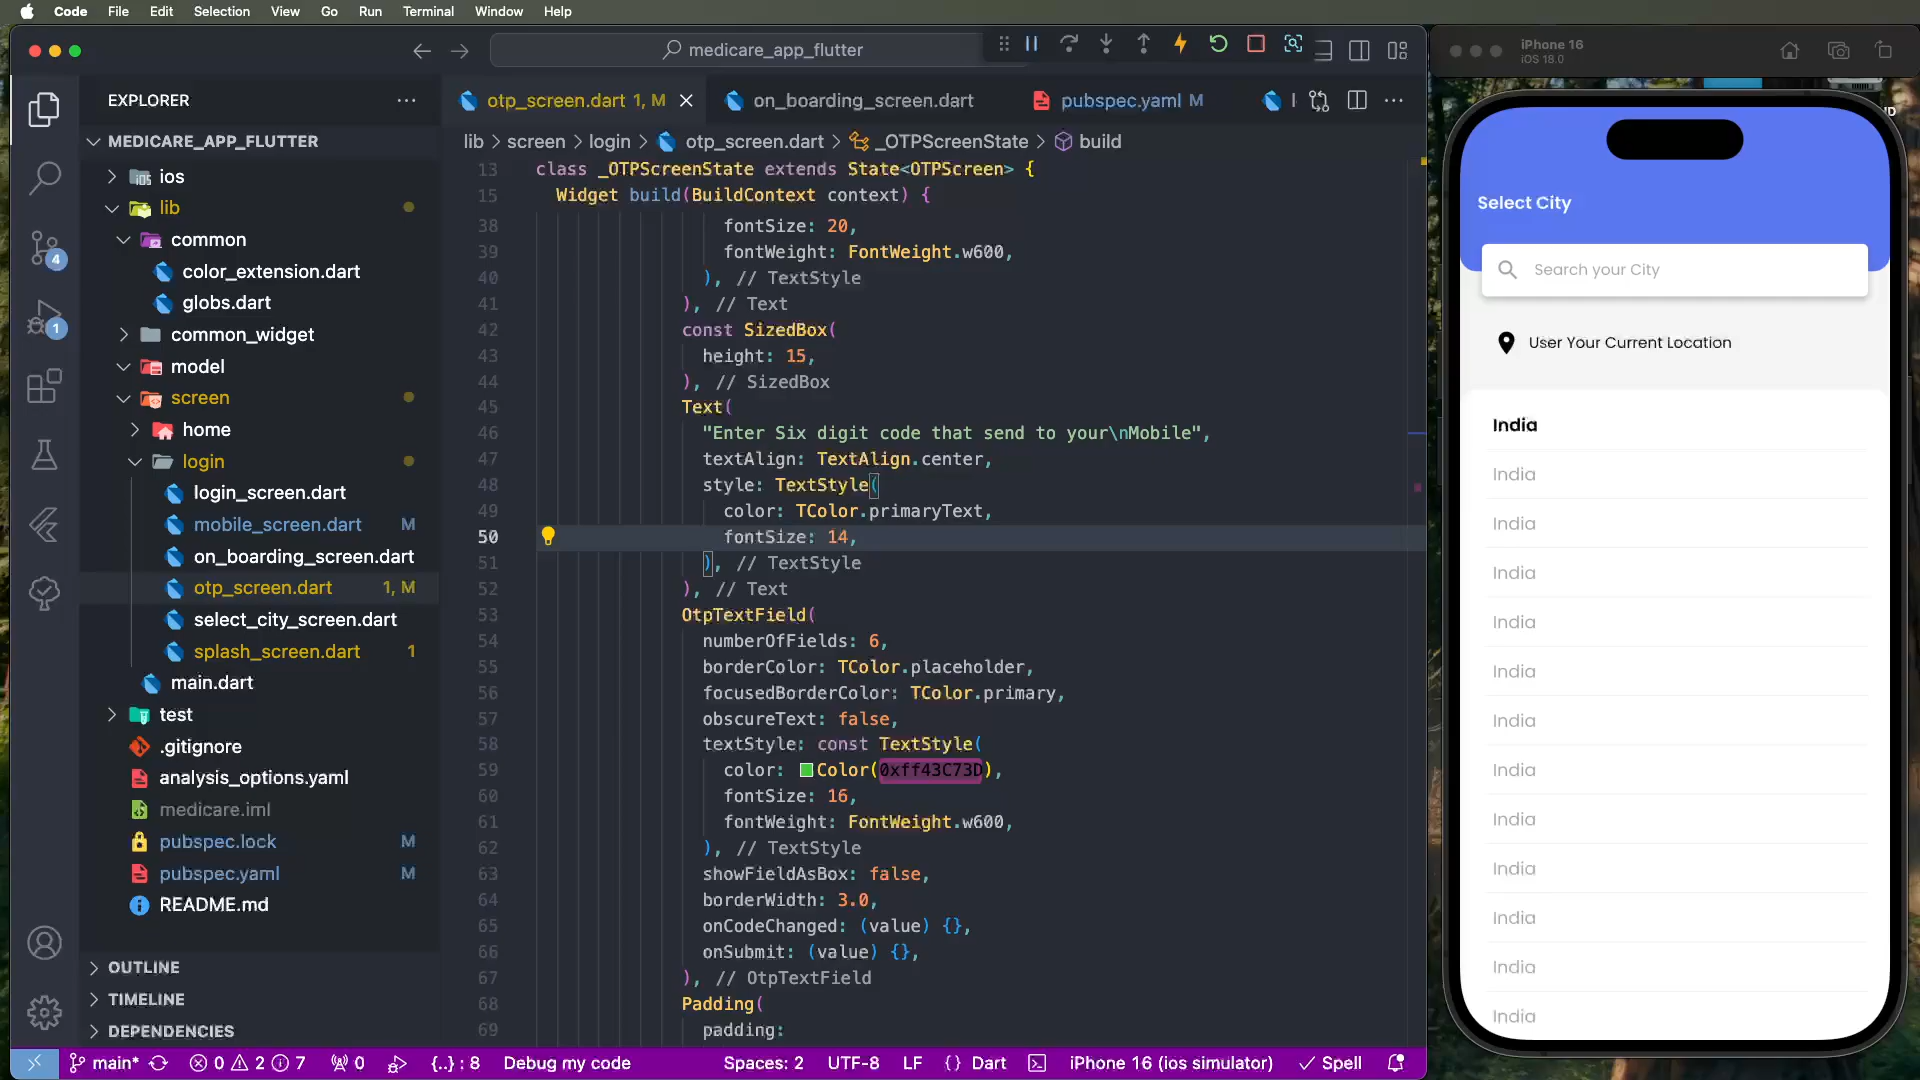 Code File Edit Selection View Go Run Terminal Window Help
medicare_app_flutter
EXPLORER
MEDICARE_APP_FLUTTER
ios
lib
common
color_extension.dart
globs.dart
common_widget
model
screen
home
login
login_screen.dart
mobile_screen.dart M
on_boarding_screen.dart
otp_screen.dart 1, M
select_city_screen.dart
splash_screen.dart 1
main.dart
test
.gitignore
analysis_options.yaml
medicare.iml
pubspec.lock M
pubspec.yaml M
README.md
OUTLINE
TIMELINE
DEPENDENCIES
4
1
otp_screen.dart 1, M on_boarding_screen.dart pubspec.yaml M
lib > screen > login > otp_screen.dart > _OTPScreenState > build
13 class _OTPScreenState extends State<OTPScreen> {
15 Widget build(BuildContext context) {
38 fontSize: 20,
39 fontWeight: FontWeight.w600,
40 ), // TextStyle
41 ), // Text
42 const SizedBox(
43 height: 15,
44 ), // SizedBox
45 Text(
46 "Enter Six digit code that send to your\nMobile",
47 textAlign: TextAlign.center,
48 style: TextStyle(
49 color: TColor.primaryText,
50 fontSize: 14,
51 ), // TextStyle
52 ), // Text
53 OtpTextField(
54 numberOfFields: 6,
55 borderColor: TColor.placeholder,
56 focusedBorderColor: TColor.primary,
57 obscureText: false,
58 textStyle: const TextStyle(
59 color: Color(0xff43C73D),
60 fontSize: 16,
61 fontWeight: FontWeight.w600,
62 ), // TextStyle
63 showFieldAsBox: false,
64 borderWidth: 3.0,
65 onCodeChanged: (value) {},
66 onSubmit: (value) {},
67 ), // OtpTextField
68 Padding(
69 padding:
main* 0 2 7 0 {..} : 8 Debug my code Spaces: 2 UTF-8 LF {} Dart iPhone 16 (ios simulator) Spell
iPhone 16
iOS 18.0
Select City
Search your City
User Your Current Location
India
India
India
India
India
India
India
India
India
India
India
India
India